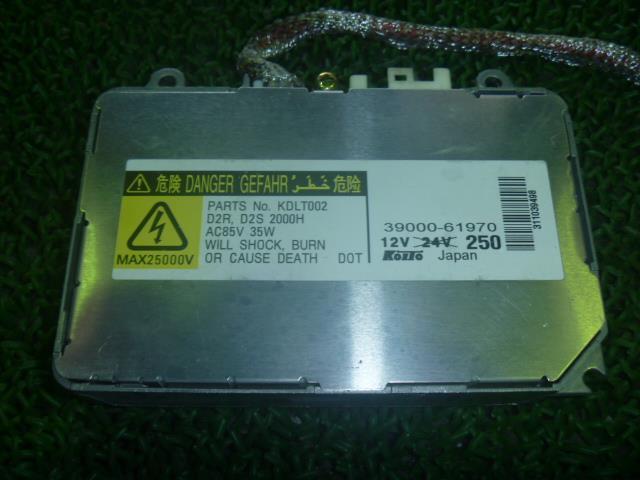 危険 DANGER GEFAHR خَطَر 危险
PARTS No. KDLT002
D2R, D2S 2000H
AC85V 35W
WILL SHOCK, BURN
OR CAUSE DEATH DOT
MAX25000V
39000-61970
12V 24V 250
KOITO Japan
311039498